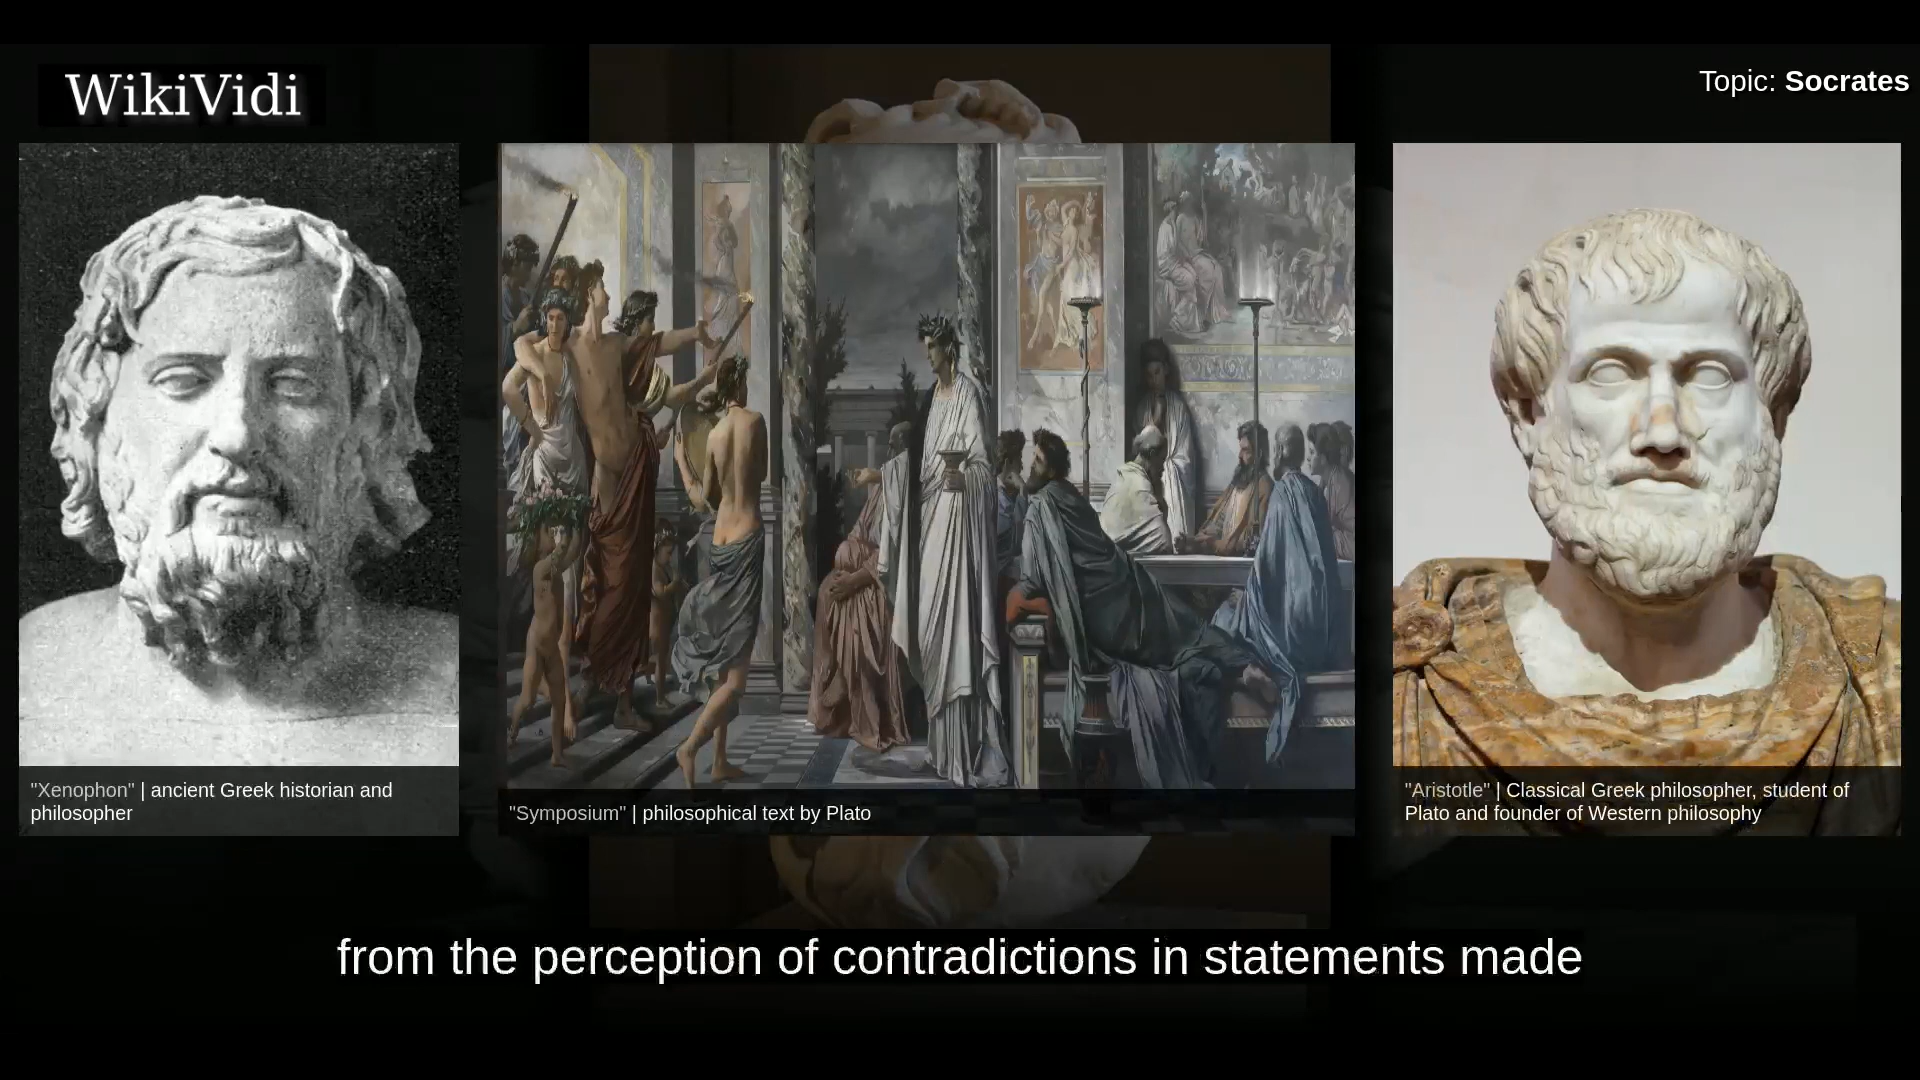 WikiVidi
Topic: Socrates
"Xenophon" | ancient Greek historian and
philosopher
"Symposium" | philosophical text by Plato
"Aristotle" | Classical Greek philosopher, student of
Plato and founder of Western philosophy
from the perception of contradictions in statements made